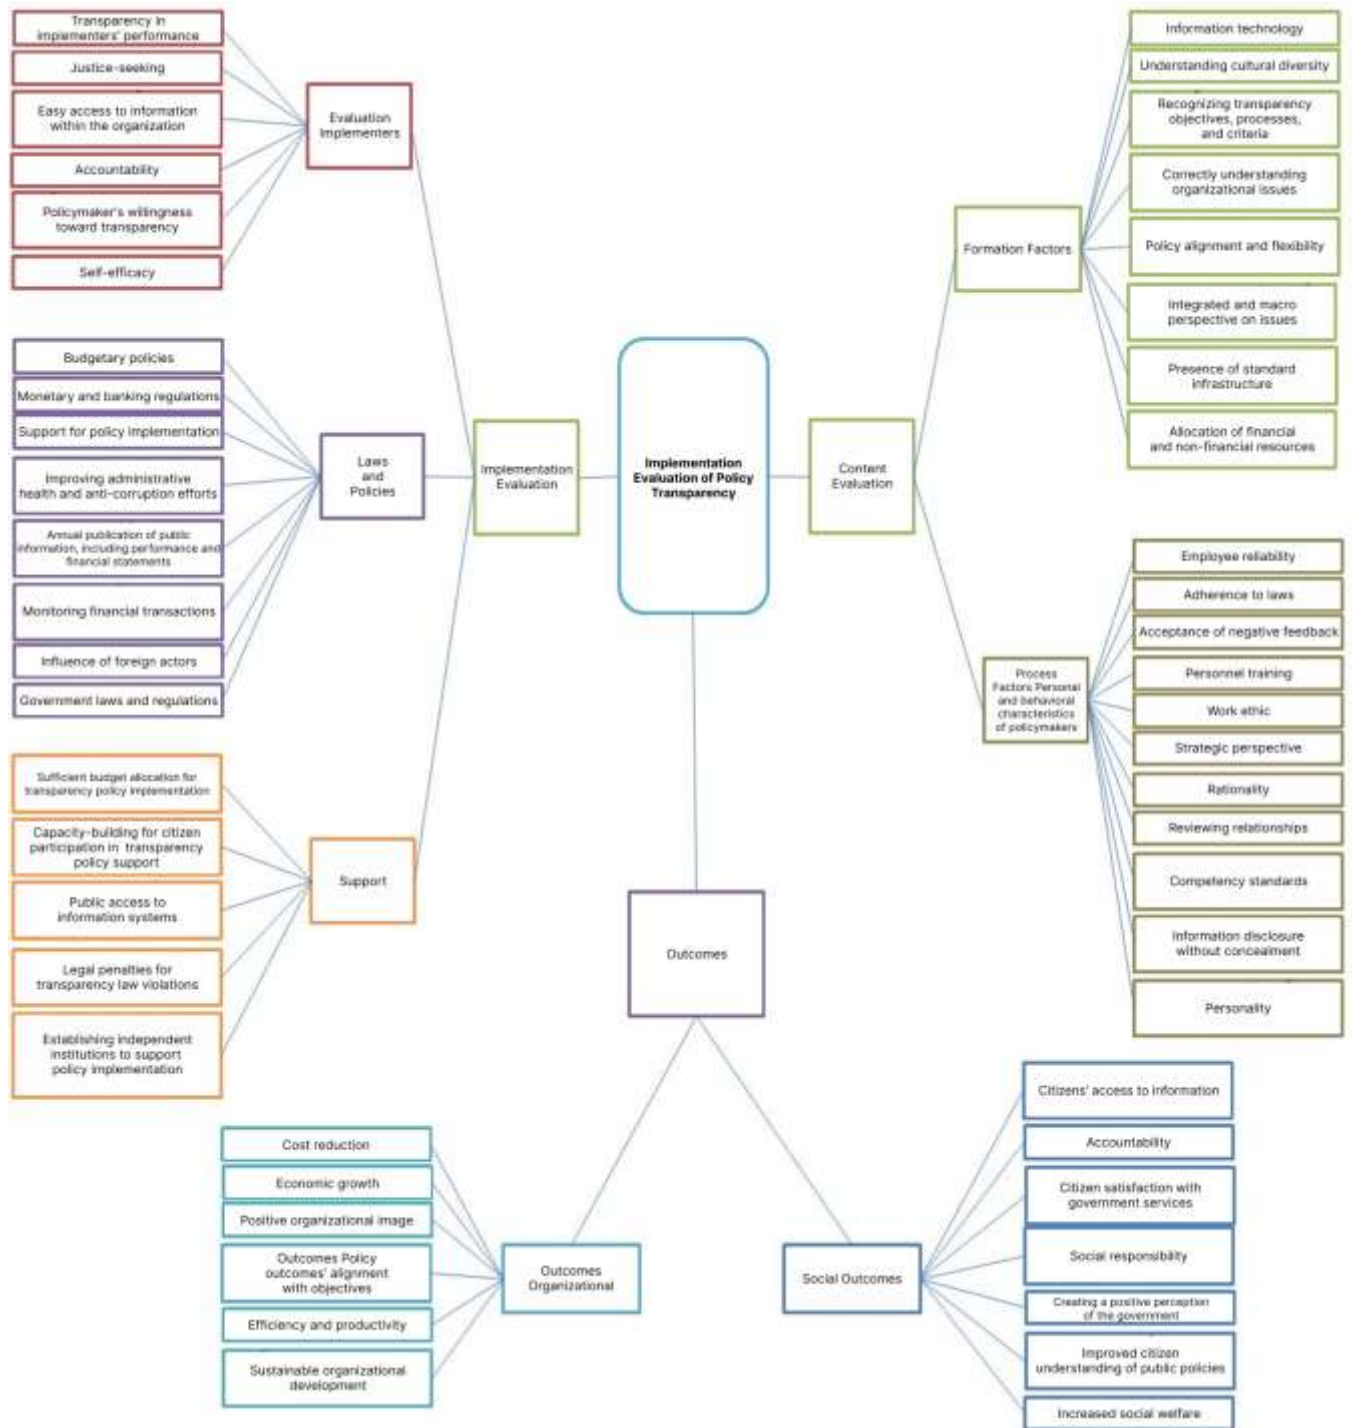 Transparency in
implementers' performance
Justice-seeking
Easy access to information
within the organization
Accountability
Policymaker's willingness
toward transparency
Self-efficacy
Evaluation
Implementers
Budgetary policies
Monetary and banking regulations
Support for policy implementation
Improving administrative
health and anti-corruption efforts
Annual publication of public
information, including performance and
financial statements
Monitoring financial transactions
Influence of foreign actors
Government laws and regulations
Laws
and
Policies
Sufficient budget allocation for
transparency policy implementation
Capacity-building for citizen
participation in transparency
policy support
Public access to
information systems
Legal penalties for
transparency law violations
Establishing independent
institutions to support
policy implementation
Support
Implementation
Evaluation
Implementation
Evaluation of Policy
Transparency
Content
Evaluation
Formation Factors
Information technology
Understanding cultural diversity
Recognizing transparency
objectives, processes,
and criteria
Correctly understanding
organizational issues
Policy alignment and flexibility
Integrated and macro
perspective on issues
Presence of standard
infrastructure
Allocation of financial
and non-financial resources
Process
Factors Personal
and behavioral
characteristics
of policymakers
Employee reliability
Adherence to laws
Acceptance of negative feedback
Personnel training
Work ethic
Strategic perspective
Rationality
Reviewing relationships
Competency standards
Information disclosure
without concealment
Personality
Outcomes
Cost reduction
Economic growth
Positive organizational image
Outcomes Policy
outcomes' alignment
with objectives
Efficiency and productivity
Sustainable organizational
development
Outcomes
Organizational
Social Outcomes
Citizens' access to information
Accountability
Citizen satisfaction with
government services
Social responsibility
Creating a positive perception
of the government
Improved citizen
understanding of public policies
Increased social welfare